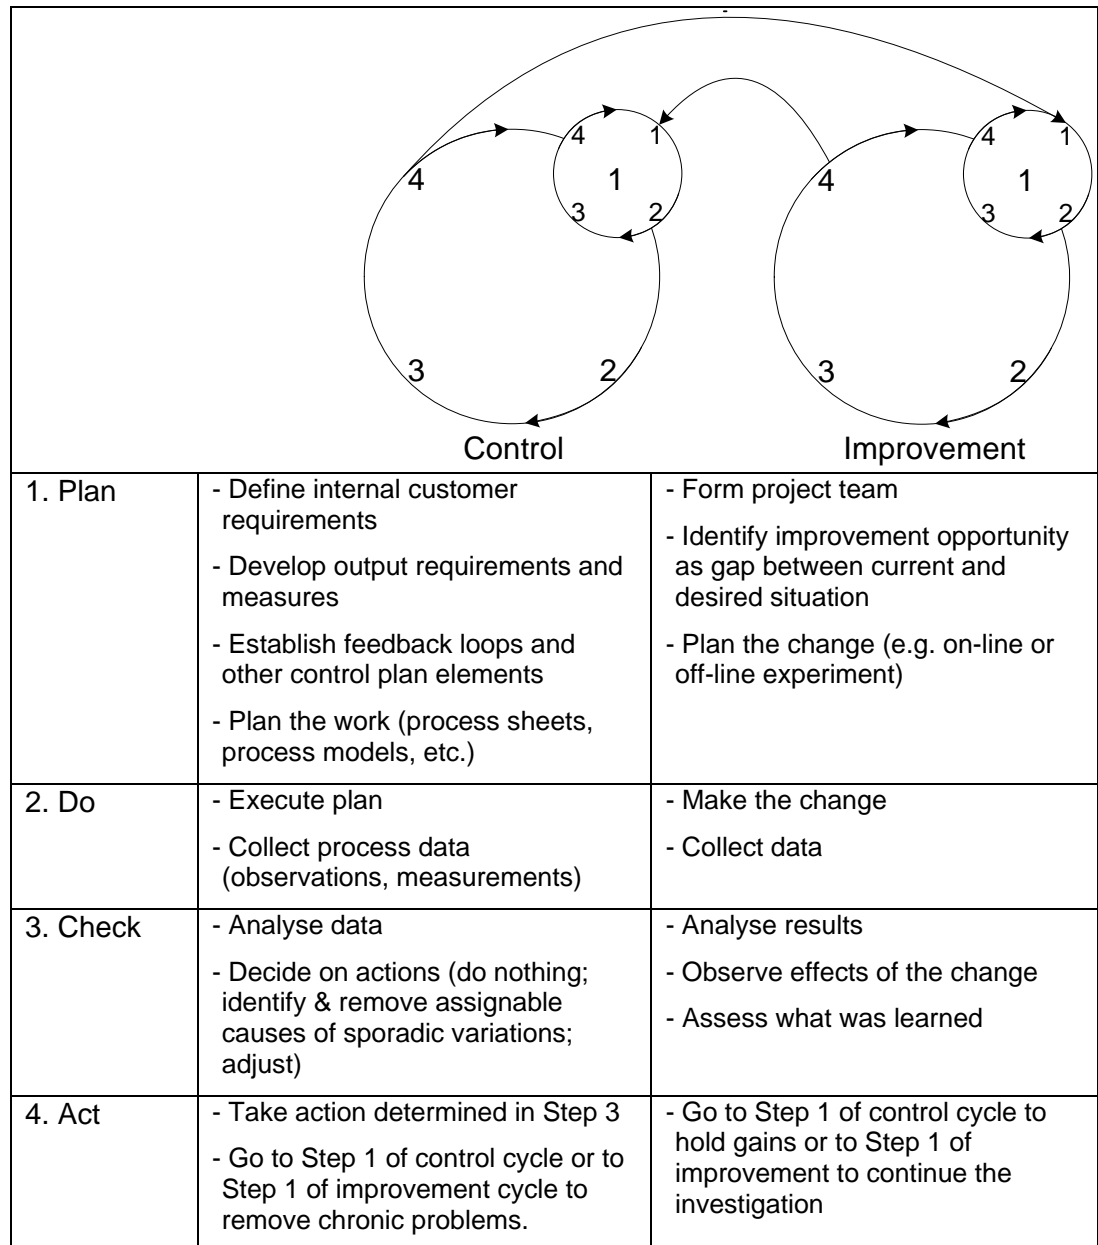 4 1
1
3 2
4
3 2
Control
4 1
1
3 2
4
3 2
Improvement
1. Plan
- Define internal customer
requirements
- Develop output requirements and
measures
- Establish feedback loops and
other control plan elements
- Plan the work (process sheets,
process models, etc.)
- Form project team
- Identify improvement opportunity
as gap between current and
desired situation
- Plan the change (e.g. on-line or
off-line experiment)
2. Do
- Execute plan
- Collect process data
(observations, measurements)
- Make the change
- Collect data
3. Check
- Analyse data
- Decide on actions (do nothing;
identify & remove assignable
causes of sporadic variations;
adjust)
- Analyse results
- Observe effects of the change
- Assess what was learned
4. Act
- Take action determined in Step 3
- Go to Step 1 of control cycle or to
Step 1 of improvement cycle to
remove chronic problems.
- Go to Step 1 of control cycle to
hold gains or to Step 1 of
improvement to continue the
investigation